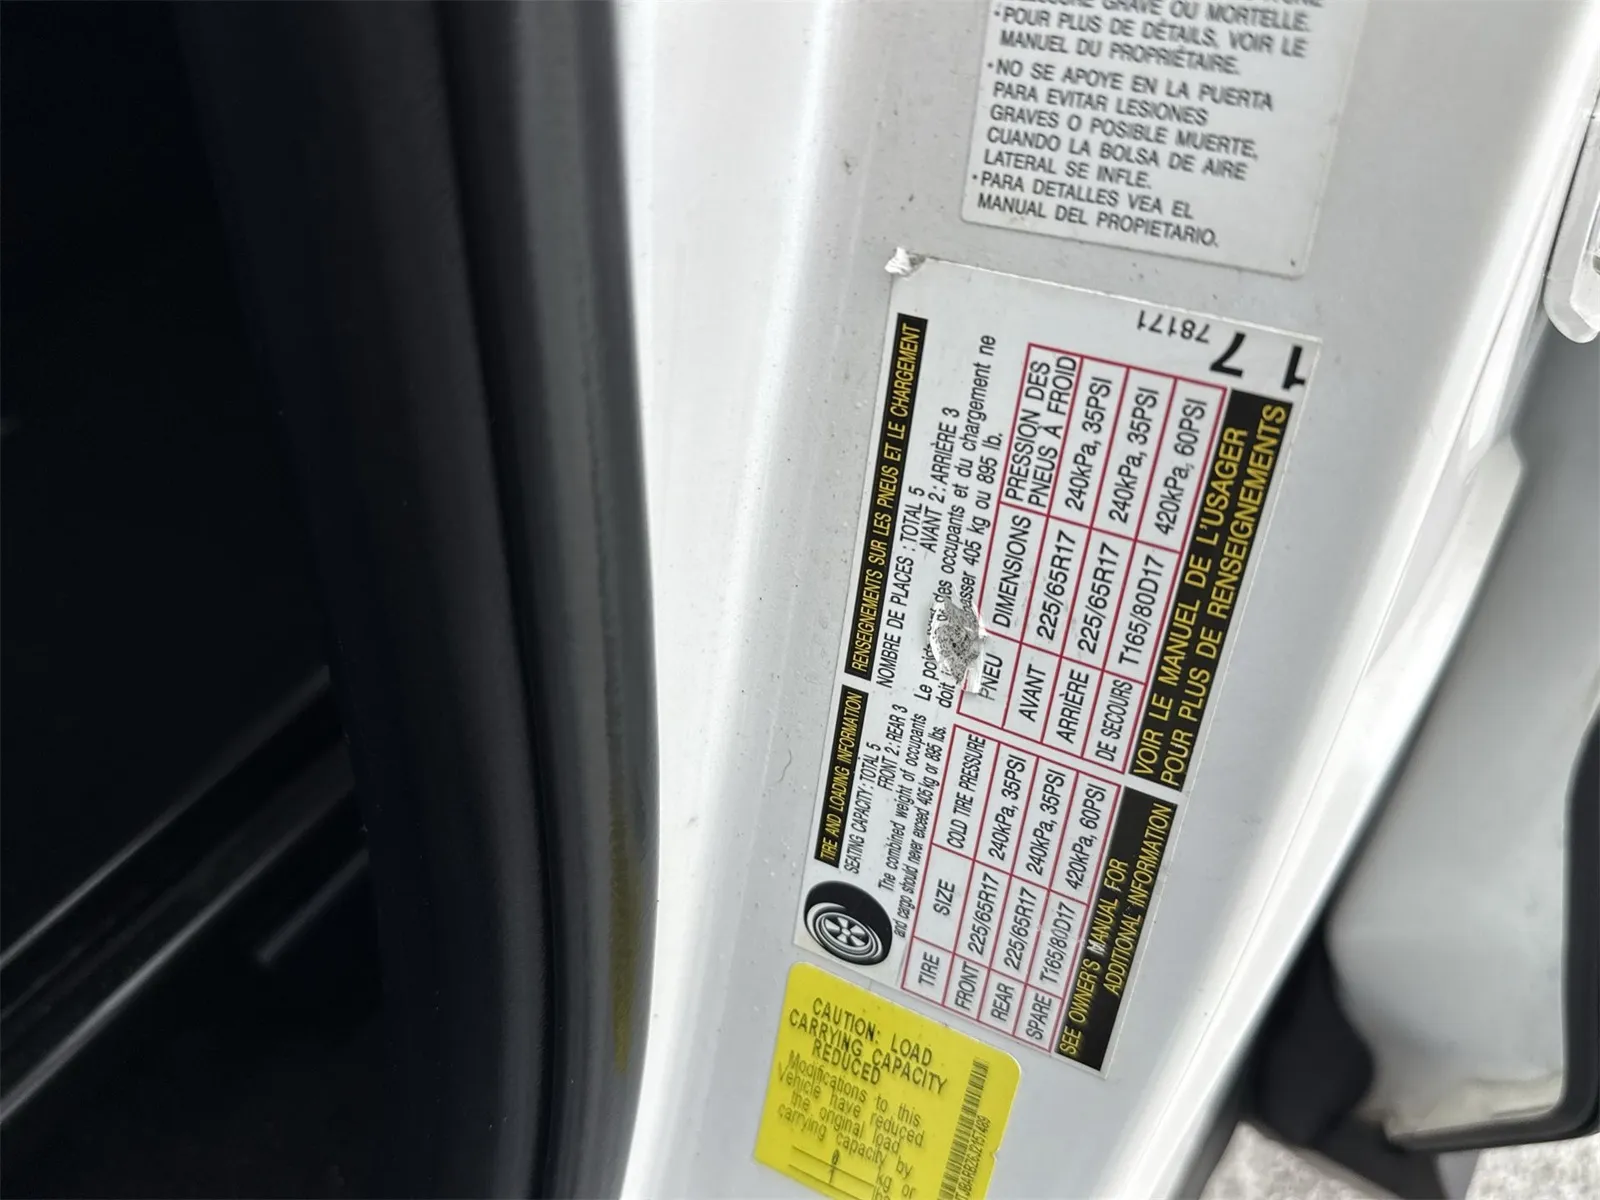 GRAVE OU MORTELLE.
·POUR PLUS DE DÉTAILS, VOIR LE
MANUEL DU PROPRIÉTAIRE.
·NO SE APOYE EN LA PUERTA
PARA EVITAR LESIONES
GRAVES O POSIBLE MUERTE,
CUANDO LA BOLSA DE AIRE
LATERAL SE INFLE.
·PARA DETALLES VEA EL
MANUAL DEL PROPIETARIO.
78171
17
TIRE AND LOADING INFORMATION
SEATING CAPACITY : TOTAL 5
FRONT 2 : REAR 3
The combined weight of occupants
and cargo should never exceed 405 kg or 895 lbs.
TIRE SIZE COLD TIRE PRESSURE
FRONT 225/65R17 240kPa, 35PSI
REAR 225/65R17 240kPa, 35PSI
SPARE T165/80D17 420kPa, 60PSI
SEE OWNER'S MANUAL FOR
ADDITIONAL INFORMATION
RENSEIGNEMENTS SUR LES PNEUS ET LE CHARGEMENT
NOMBRE DE PLACES : TOTAL 5
AVANT 2 : ARRIÈRE 3
Le des occupants et du chargement ne
doit 405 kg ou 895 lb.
PNEU DIMENSIONS PRESSION DES
PNEUS À FROID
AVANT 225/65R17 240kPa, 35PSI
ARRIÈRE 225/65R17 240kPa, 35PSI
DE SECOURS T165/80D17 420kPa, 60PSI
VOIR LE MANUEL DE L'USAGER
POUR PLUS DE RENSEIGNEMENTS
CAUTION: LOAD
CARRYING CAPACITY
REDUCED
Modifications to this
Vehicle have reduced
the original load
carrying capacity by
kg or